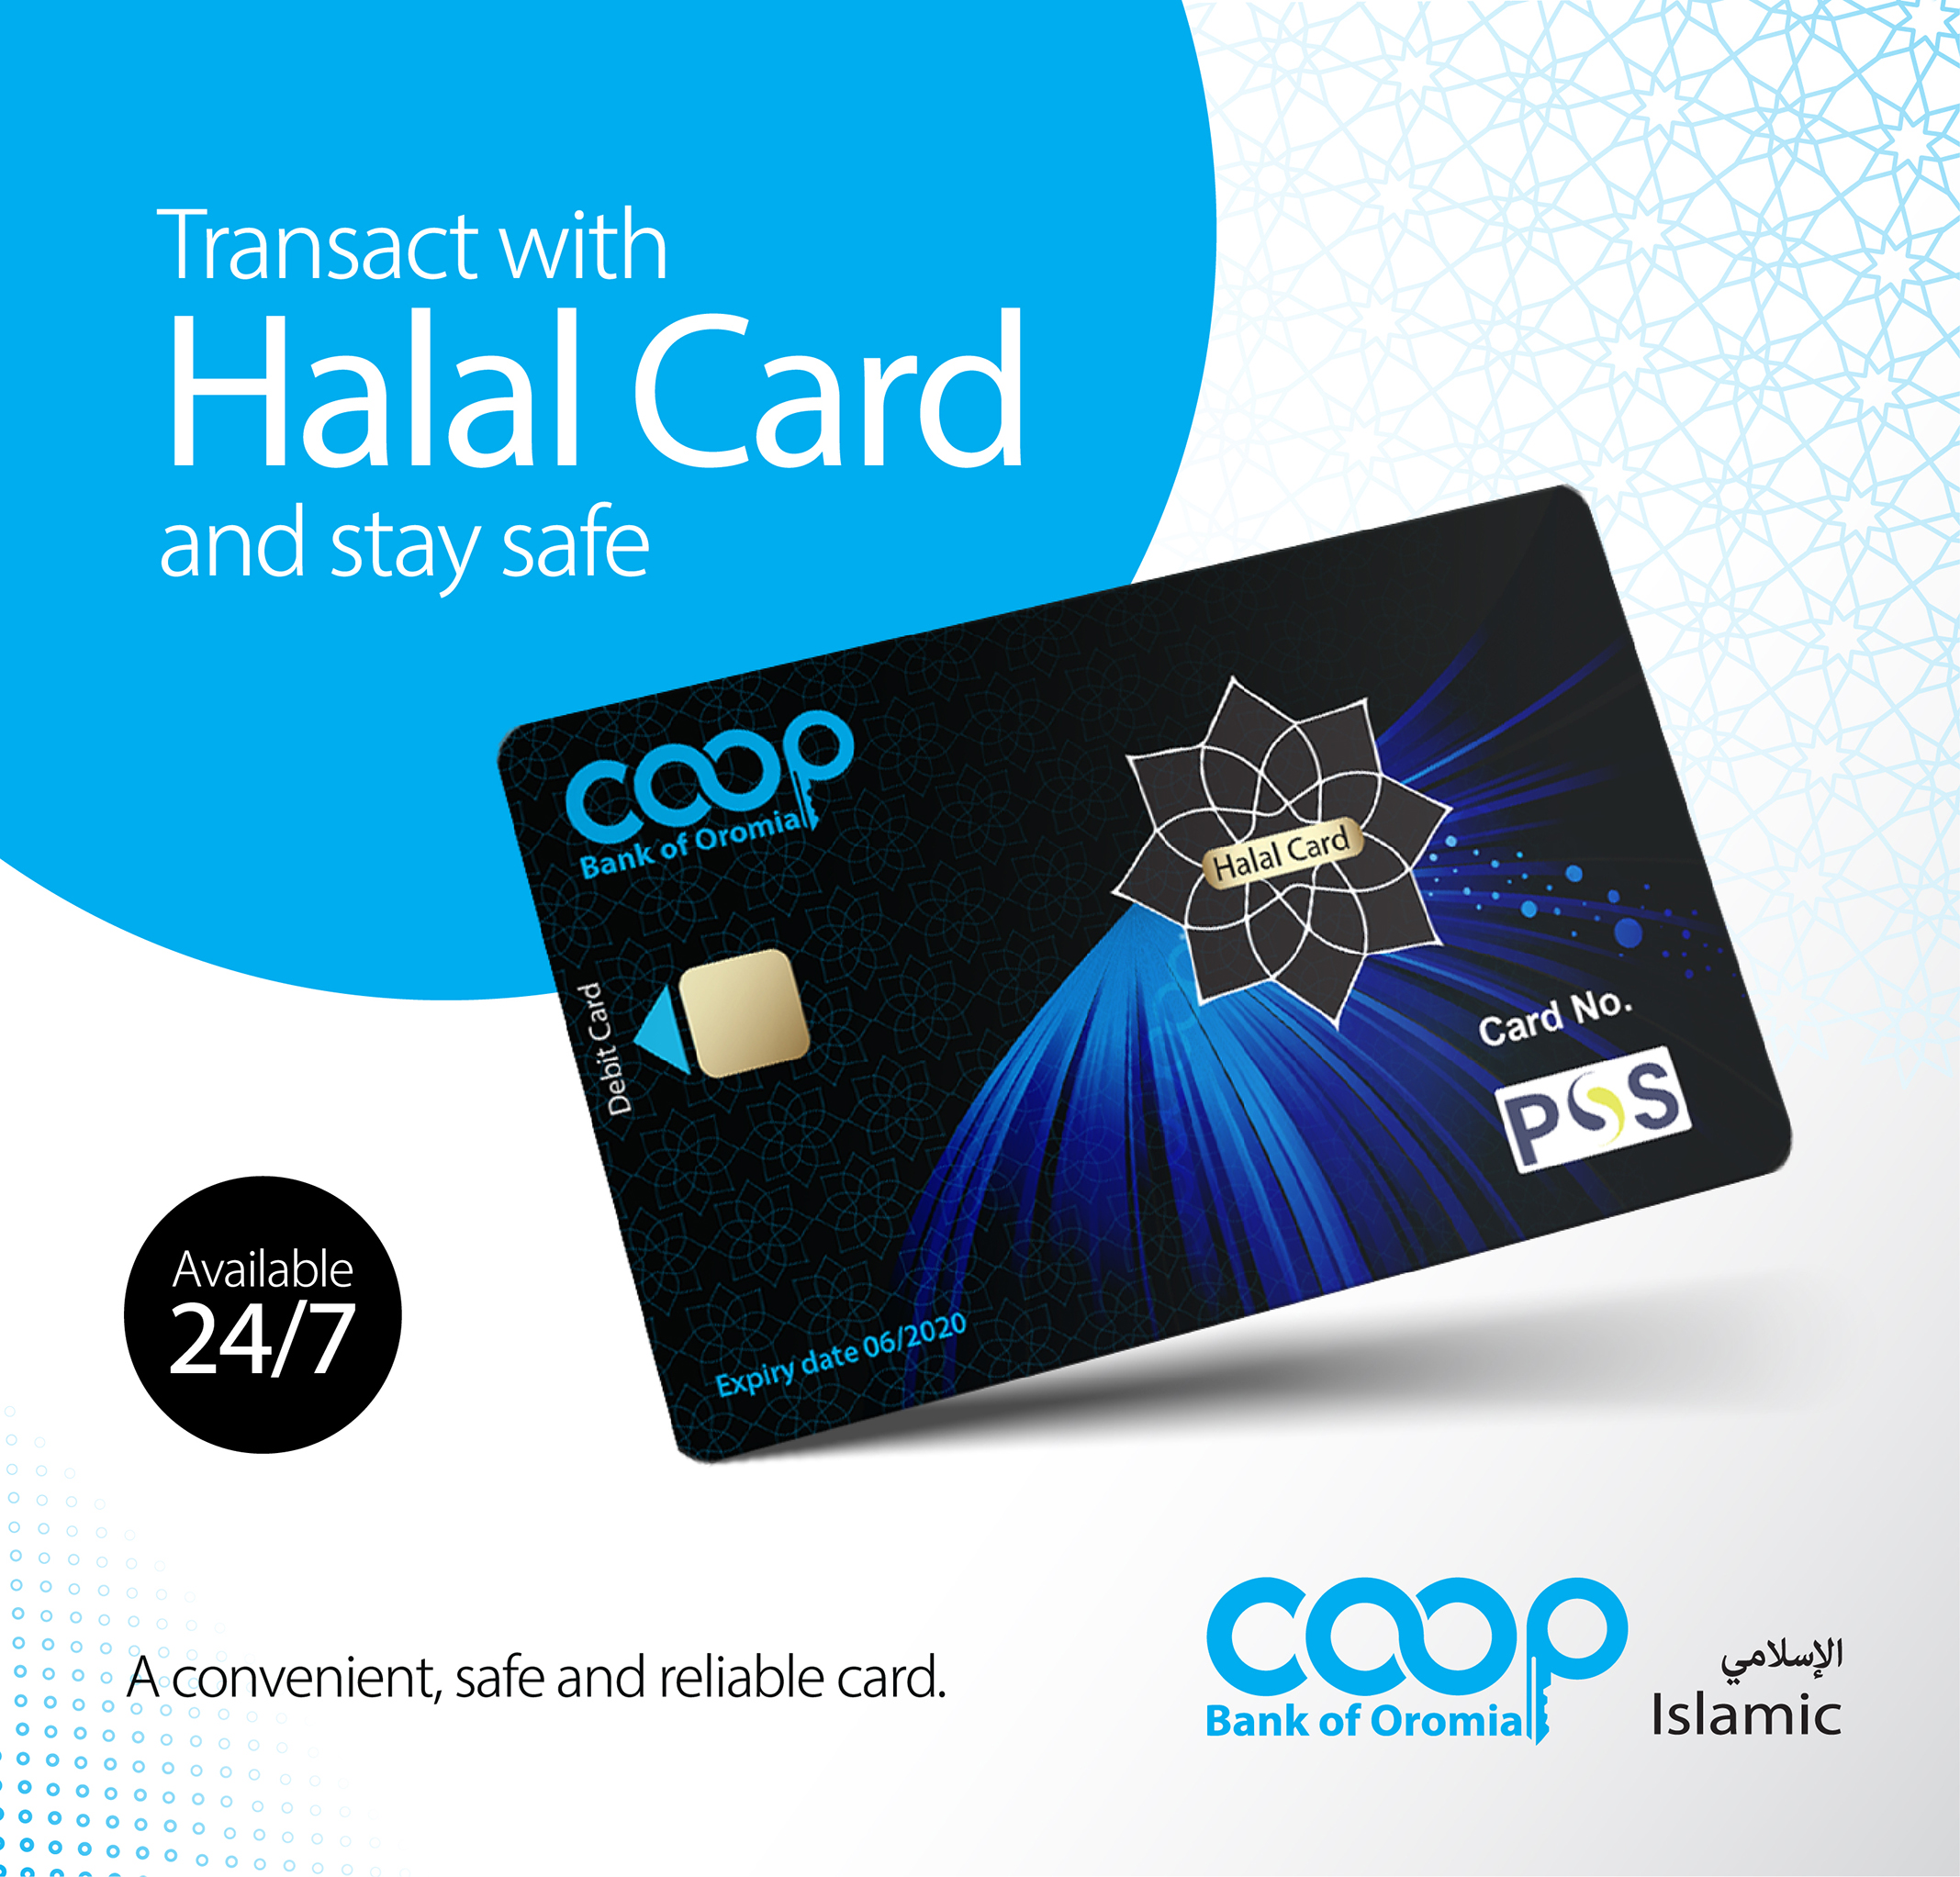 Transact with
Halal Card
and stay safe
coop
Bank of Oromia
Halal Card
Debit Card
Card No.
POS
Expiry date 06/2020
Available
24/7
A convenient, safe and reliable card.
coop
Bank of Oromia
الإسلامي
Islamic